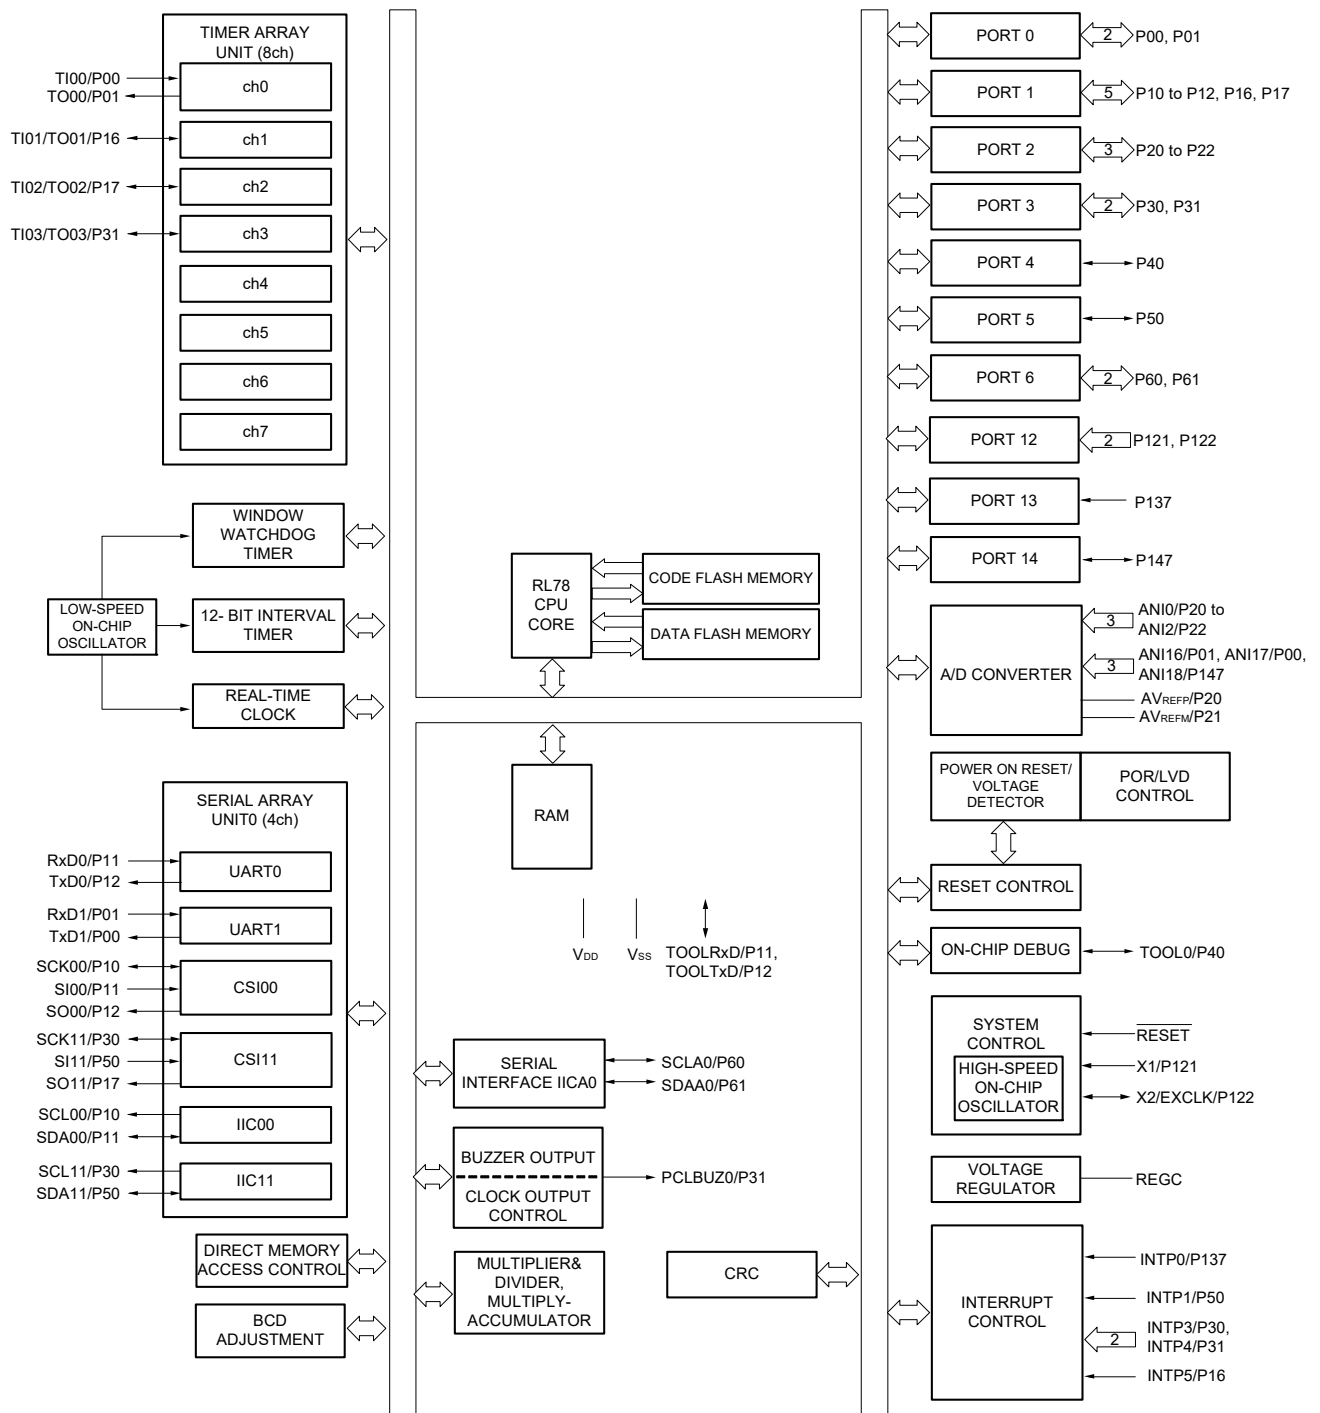 TIMER ARRAY
UNIT (8ch)
TI00/P00
TO00/P01
ch0
TI01/TO01/P16
ch1
TI02/TO02/P17
ch2
TI03/TO03/P31
ch3
ch4
ch5
ch6
ch7
WINDOW
WATCHDOG
TIMER
LOW-SPEED
ON-CHIP
OSCILLATOR
12- BIT INTERVAL
TIMER
REAL-TIME
CLOCK
SERIAL ARRAY
UNIT0 (4ch)
RxD0/P11
TxD0/P12
UART0
RxD1/P01
TxD1/P00
UART1
SCK00/P10
SI00/P11
SO00/P12
CSI00
SCK11/P30
SI11/P50
SO11/P17
CSI11
SCL00/P10
SDA00/P11
IIC00
SCL11/P30
SDA11/P50
IIC11
DIRECT MEMORY
ACCESS CONTROL
BCD
ADJUSTMENT
RL78
CPU
CORE
CODE FLASH MEMORY
DATA FLASH MEMORY
RAM
VDD
VSS
TOOLRxD/P11,
TOOLTxD/P12
SERIAL
INTERFACE IICA0
SCLA0/P60
SDAA0/P61
BUZZER OUTPUT
CLOCK OUTPUT
CONTROL
PCLBUZ0/P31
MULTIPLIER&
DIVIDER,
MULTIPLY-
ACCUMULATOR
CRC
PORT 0
2
P00, P01
PORT 1
5
P10 to P12, P16, P17
PORT 2
3
P20 to P22
PORT 3
2
P30, P31
PORT 4
P40
PORT 5
P50
PORT 6
2
P60, P61
PORT 12
2
P121, P122
PORT 13
P137
PORT 14
P147
A/D CONVERTER
3
ANI0/P20 to
ANI2/P22
3
ANI16/P01, ANI17/P00,
ANI18/P147
AVREFP/P20
AVREFM/P21
POWER ON RESET/
VOLTAGE
DETECTOR
POR/LVD
CONTROL
RESET CONTROL
ON-CHIP DEBUG
TOOL0/P40
SYSTEM
CONTROL
HIGH-SPEED
ON-CHIP
OSCILLATOR
RESET
X1/P121
X2/EXCLK/P122
VOLTAGE
REGULATOR
REGC
INTERRUPT
CONTROL
INTP0/P137
INTP1/P50
2
INTP3/P30,
INTP4/P31
INTP5/P16